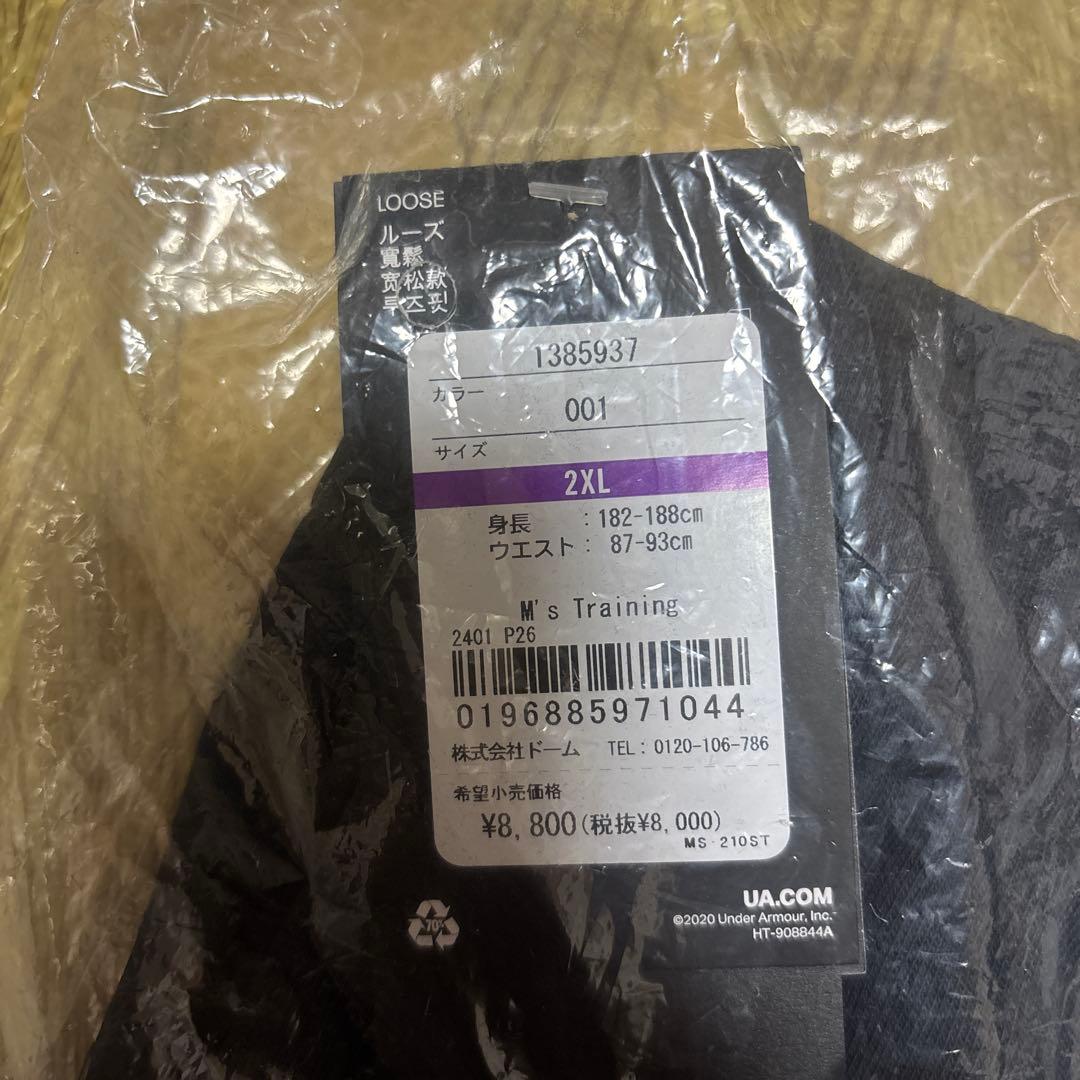 LOOSE
ルーズ
寬鬆
宽松款
루즈핏
1385937
カラー
001
サイズ
2XL
身長 : 182-188cm
ウエスト : 87-93cm
M's Training
2401 P26
0196885971044
株式会社ドーム TEL : 0120-106-786
希望小売価格
¥8,800(税抜¥8,000)
MS-210ST
70%
UA.COM
©2020 Under Armour, Inc.
HT-908844A